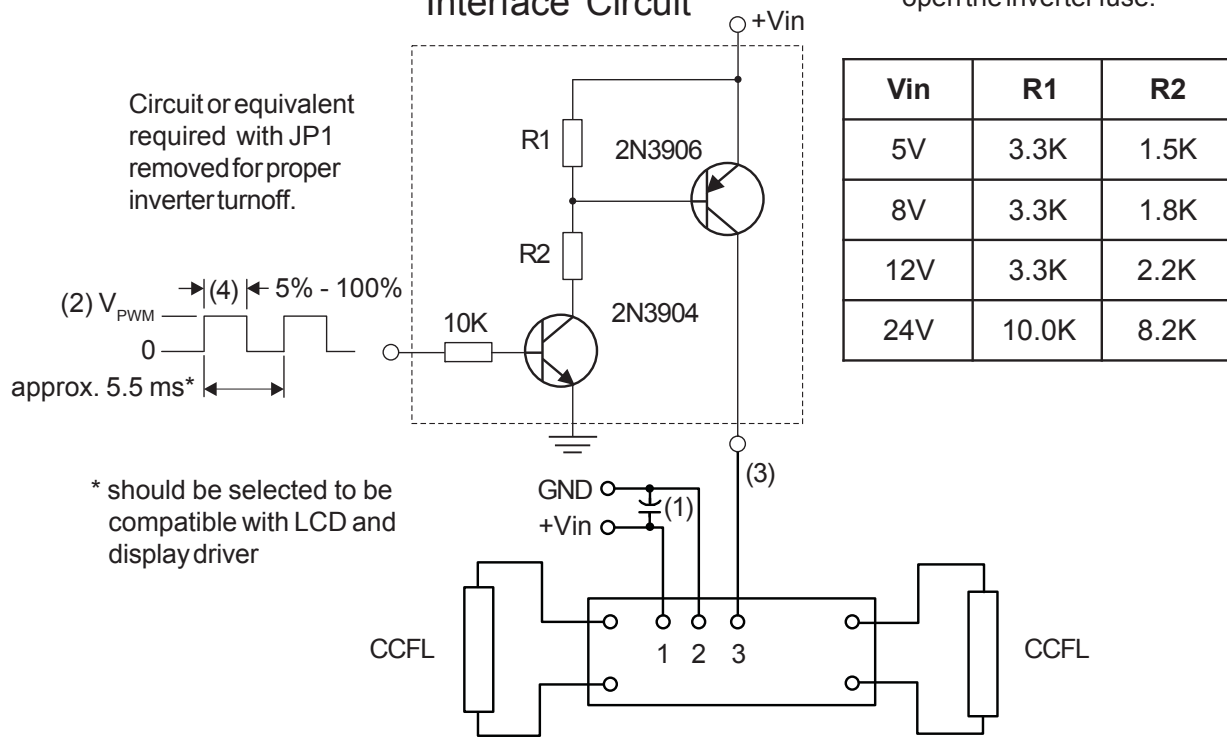 Interface Circuit
open the inverter fuse.
+Vin
Circuit or equivalent
required with JP1
removed for proper
inverter turnoff.
R1
2N3906
R2
2N3904
10K
(2) VPWM
(4)
5% - 100%
0
approx. 5.5 ms*
Vin R1 R2
5V 3.3K 1.5K
8V 3.3K 1.8K
12V 3.3K 2.2K
24V 10.0K 8.2K
* should be selected to be
compatible with LCD and
display driver
GND
+Vin
(1)
(3)
CCFL
1 2 3
CCFL